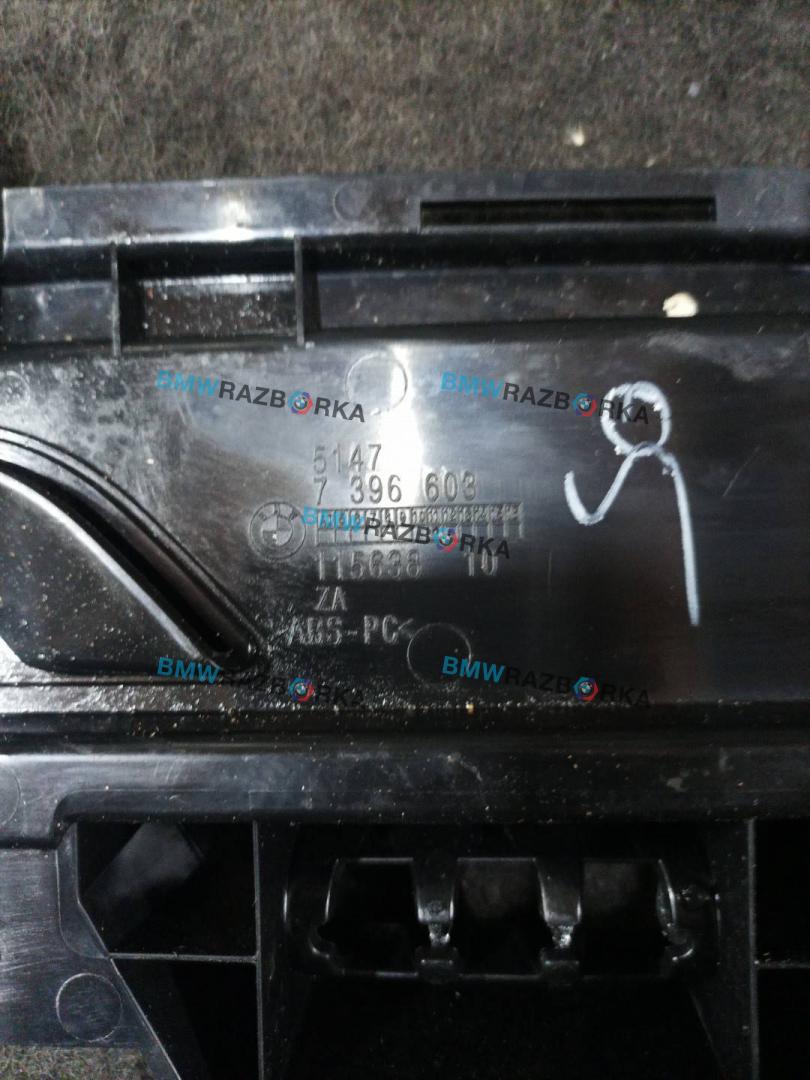 BMWRAZBORKA
BMWRAZBORKA
5147
7 396 603
BMWRAZBORKA
115638 10
ZA
>ABS-PC<
BMWRAZBORKA
BMWRAZBORKA